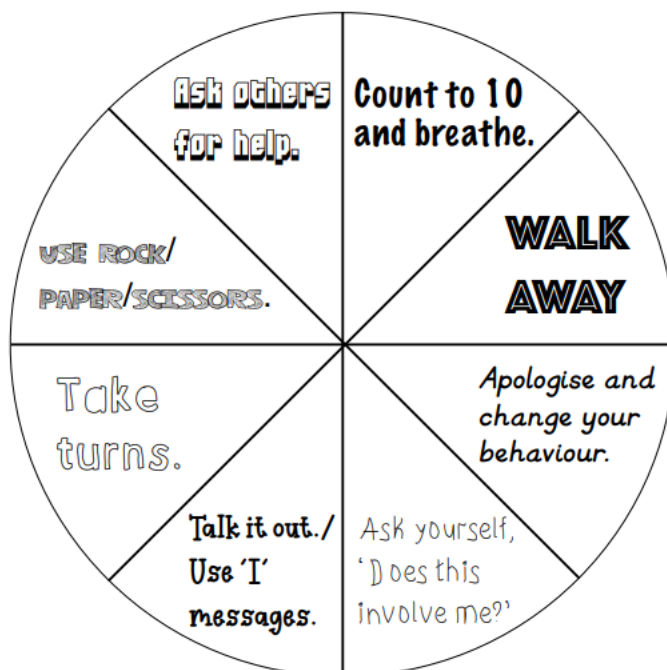 Ask others
for help.
Count to 10
and breathe.
WALK
AWAY
USE ROCK/
PAPER/SCISSORS.
Apologise and
change your
behaviour.
Take
turns.
Talk it out./
Use 'I'
messages.
Ask yourself,
'Does this
involve me?'